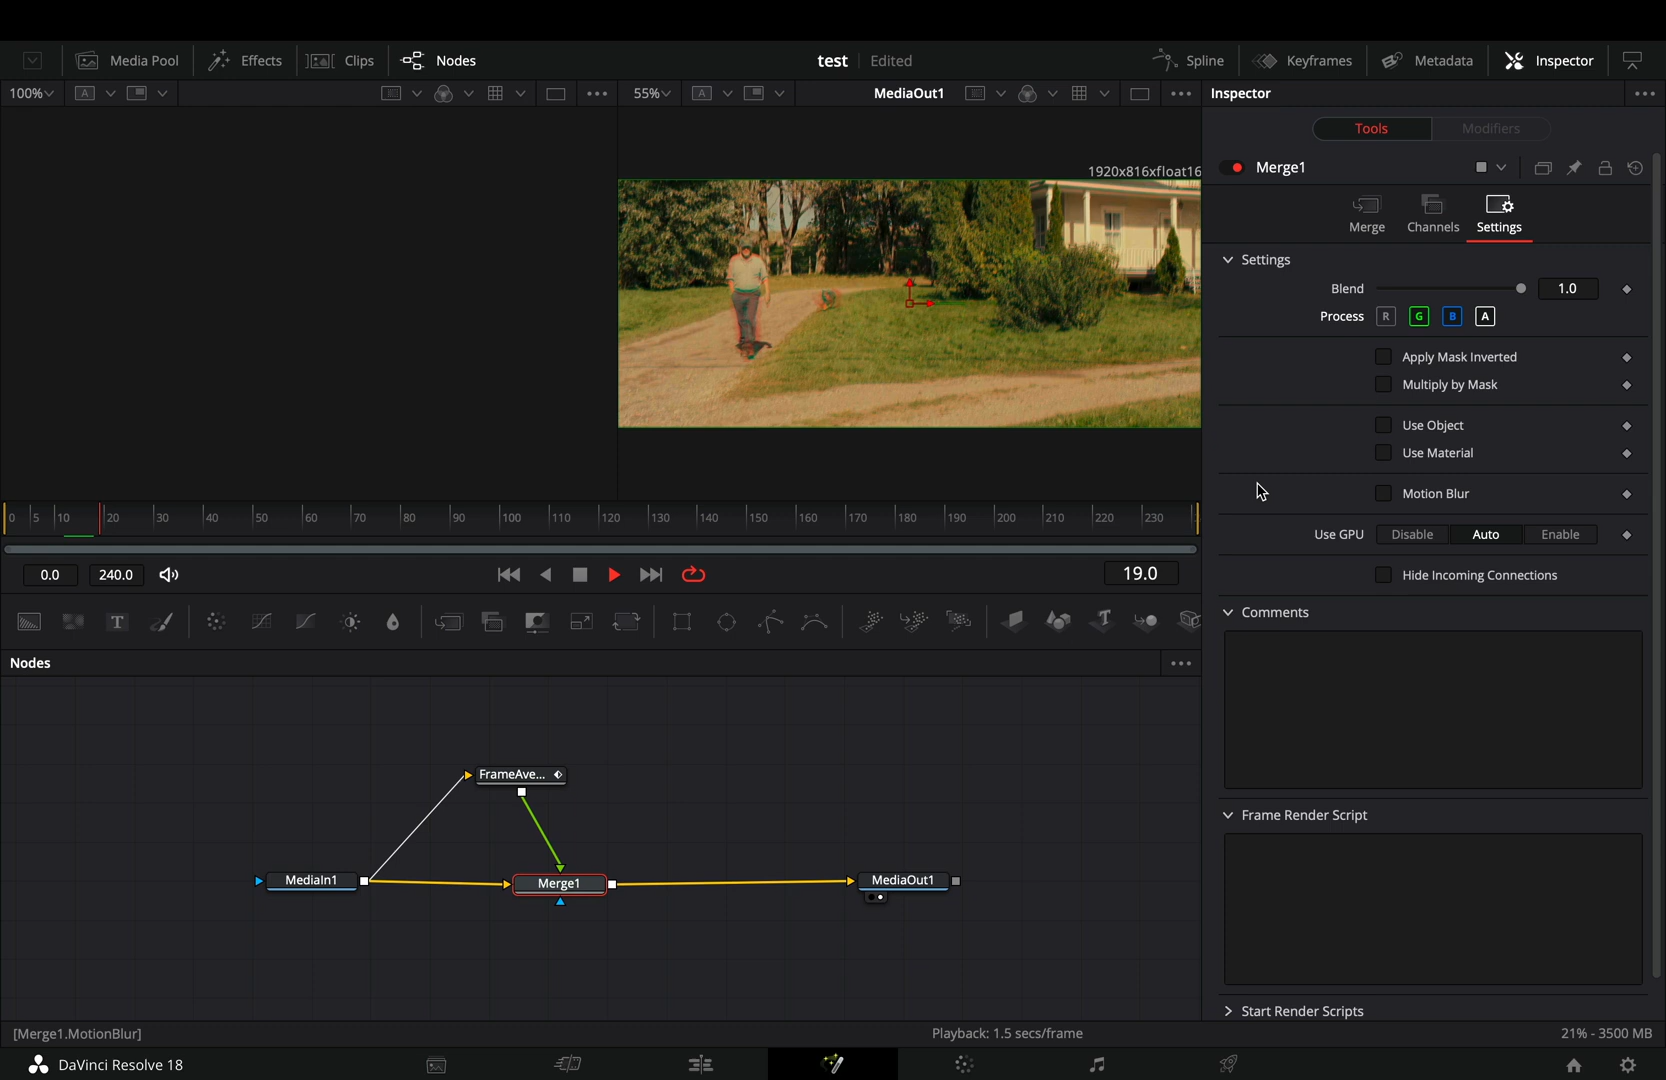 Media Pool
Effects
Clips
Nodes
test
Edited
Spline
Keyframes
Metadata
Inspector
100%
A
55%
A
MediaOut1
Inspector
Tools
Modifiers
1920x816xfloat16
Merge1
Merge
Channels
Settings
Settings
Blend
1.0
Process
R
G
B
A
Apply Mask Inverted
Multiply by Mask
Use Object
Use Material
Motion Blur
Use GPU
Disable
Auto
Enable
Hide Incoming Connections
0 5 10 20 30 40 50 60 70 80 90 100 110 120 130 140 150 160 170 180 190 200 210 220 230
0.0
240.0
19.0
T
T
Comments
Nodes
FrameAve...
MediaIn1
Merge1
MediaOut1
Frame Render Script
Start Render Scripts
[Merge1.MotionBlur]
Playback: 1.5 secs/frame
21% - 3500 MB
DaVinci Resolve 18